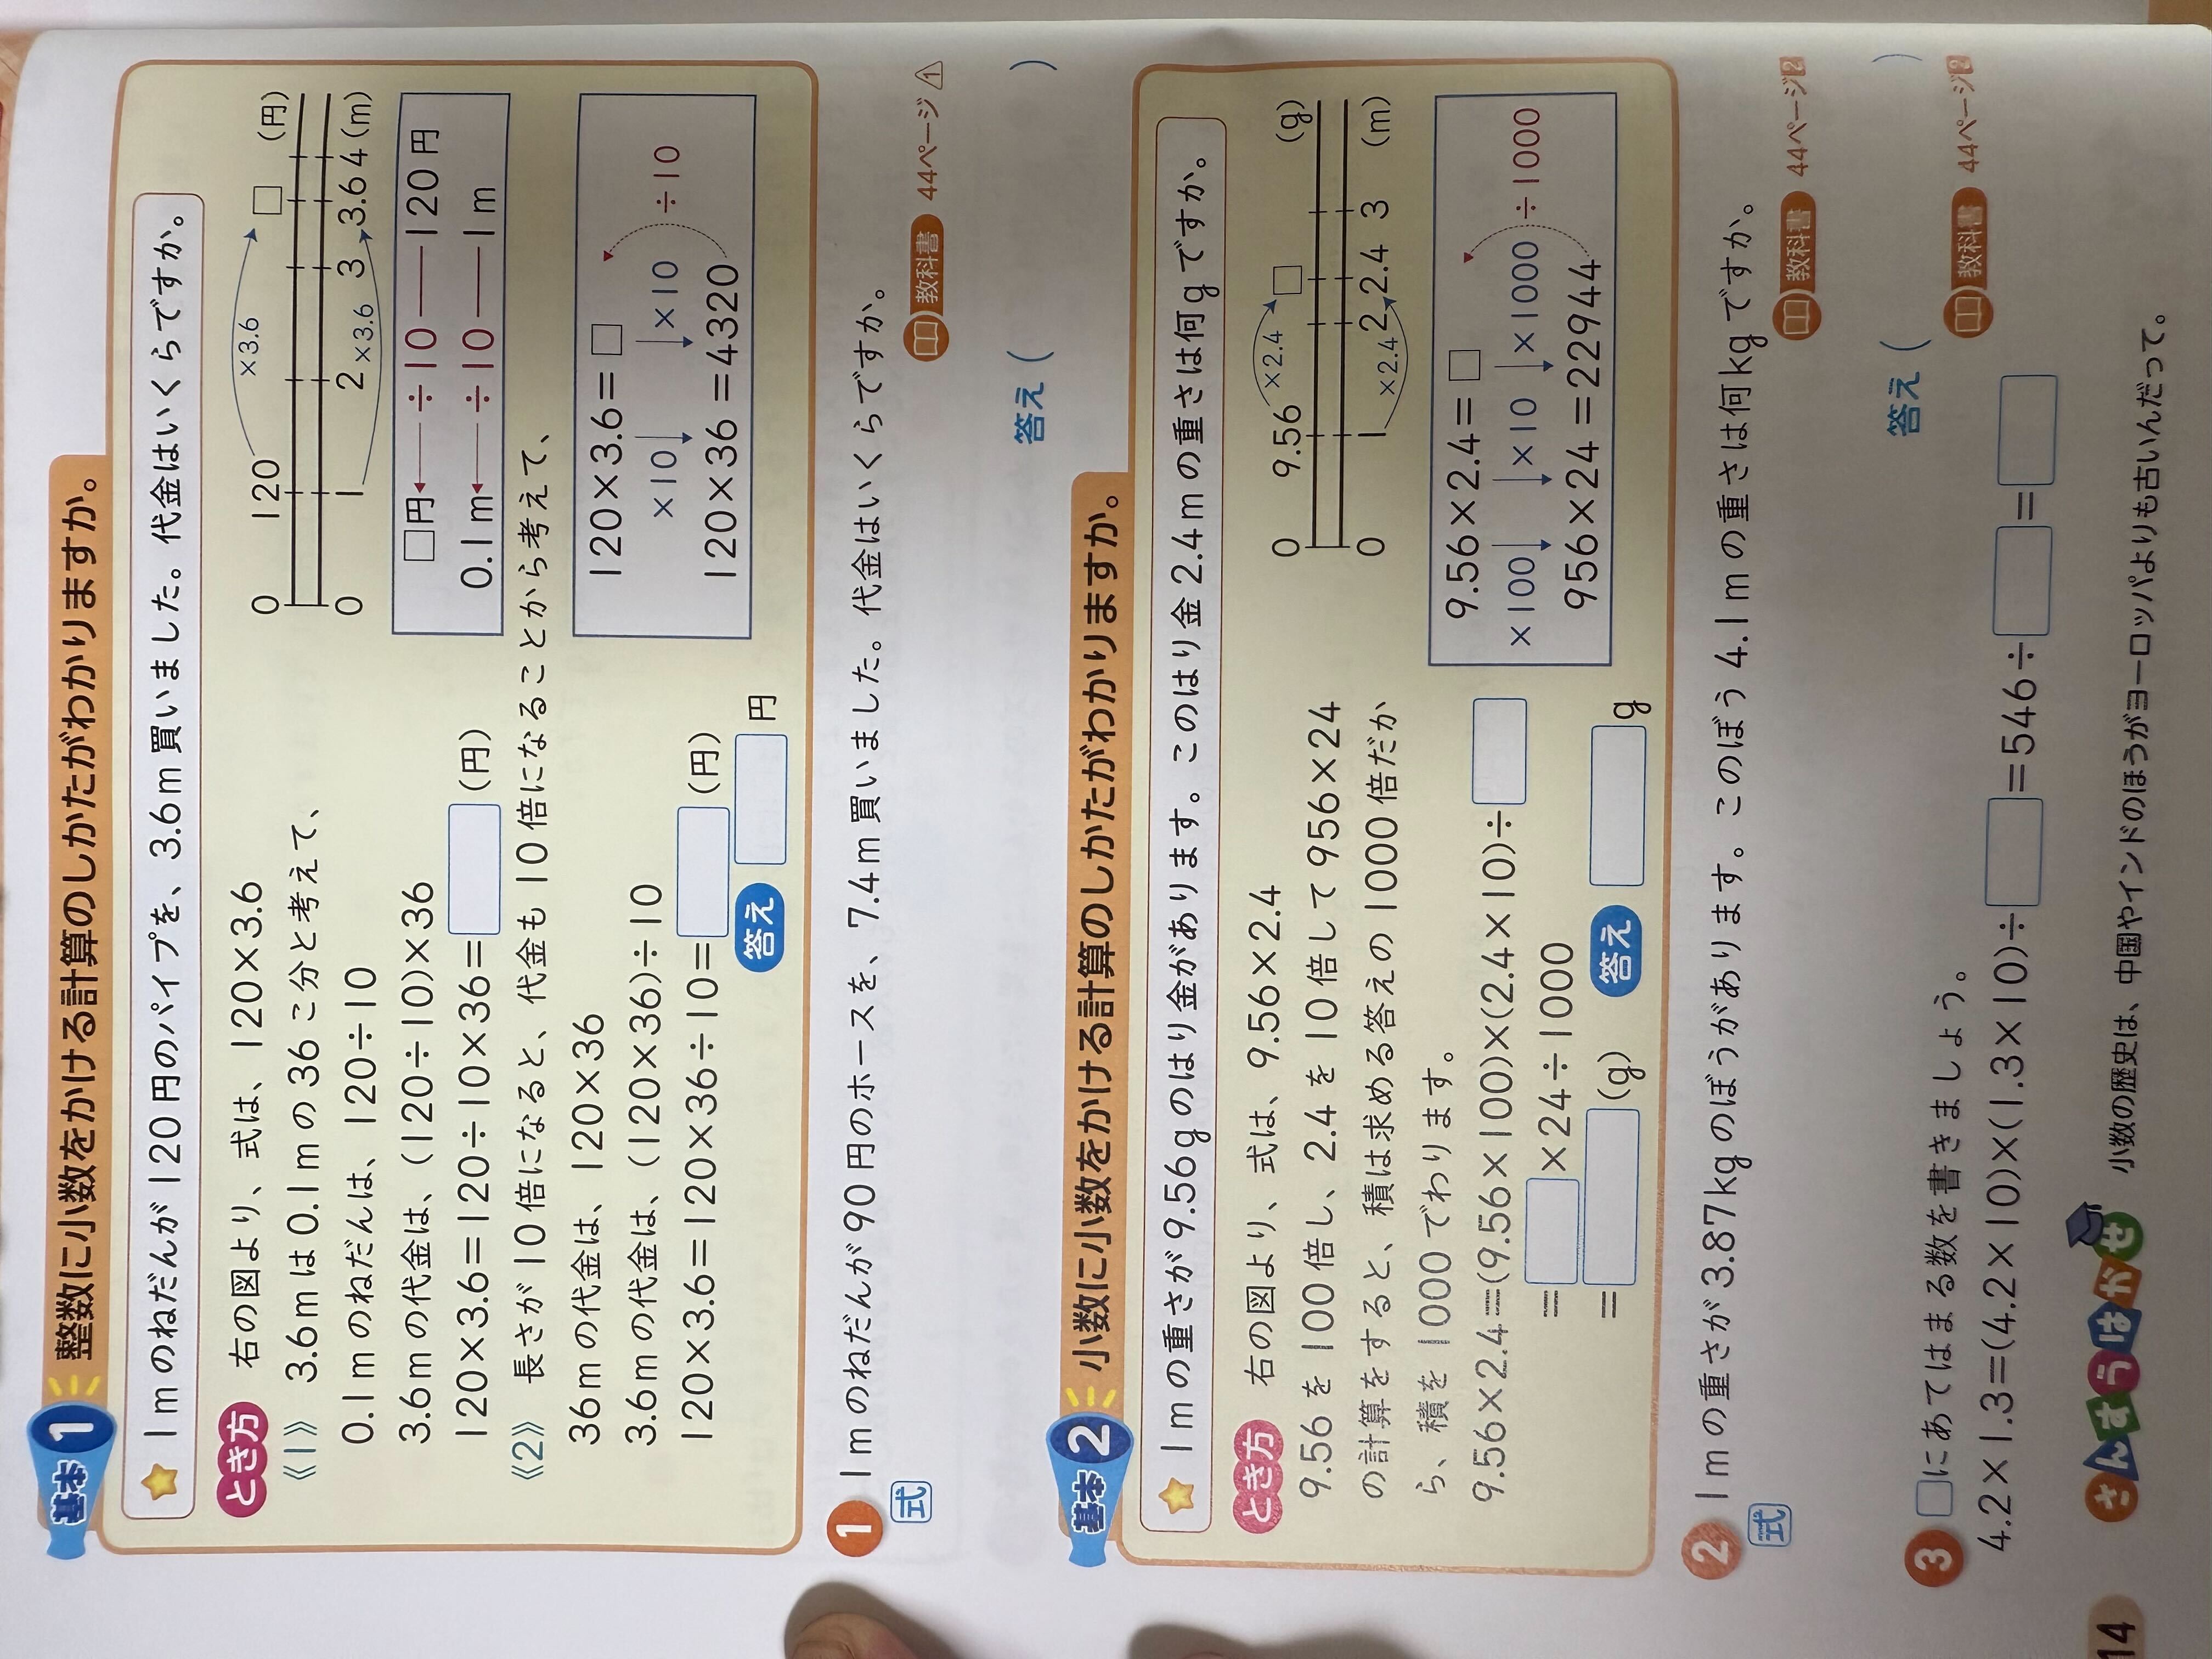 基本 1 整数に小数をかける計算のしかたがわかりますか。
1mのねだんが120円のパイプを、3.6m買いました。代金はいくらですか。
とき方 右の図より、式は、120×3.6
《1》 3.6mは0.1mの36こ分と考えて、
0.1mのねだんは、120÷10
3.6mの代金は、(120÷10)×36
120×3.6=120÷10×36=□(円)
《2》 長さが10倍になると、代金も10倍になることから考えて、
36mの代金は、120×36
3.6mの代金は、(120×36)÷10
120×3.6=120×36÷10=□(円)
答え □円
×3.6
0 120 □ (円)
0 1 2 3 3.6 4 (m)
×3.6
□円 ÷10 120円
0.1m ÷10 1m
120×3.6=□
×10 ×10 ÷10
120×36=4320
1 1mのねだんが90円のホースを、7.4m買いました。代金はいくらですか。
教科書 44ページ 1
式
答え ( )
基本 2 小数に小数をかける計算のしかたがわかりますか。
1mの重さが9.56gのはり金があります。このはり金2.4mの重さは何gですか。
とき方 右の図より、式は、9.56×2.4
9.56を100倍し、2.4を10倍して956×24
の計算をすると、積は求める答えの1000倍だか
ら、積を1000でわります。
9.56×2.4=(9.56×100)×(2.4×10)÷□
=□×24÷1000
=□(g)
答え □g
×2.4
0 9.56 □ (g)
0 1 2 2.4 3 (m)
×2.4
9.56×2.4=□
×100 ×10 ×1000 ÷1000
956×24=22944
2 1mの重さが3.87kgのぼうがあります。このぼう4.1mの重さは何kgですか。
教科書 44ページ 2
式
答え ( )
3 □にあてはまる数を書きましょう。
教科書 44ページ 2
4.2×1.3=(4.2×10)×(1.3×10)÷□=546÷□=□
さんすうはかせ 小数の歴史は、中国やインドのほうがヨーロッパよりも古いんだって。
14